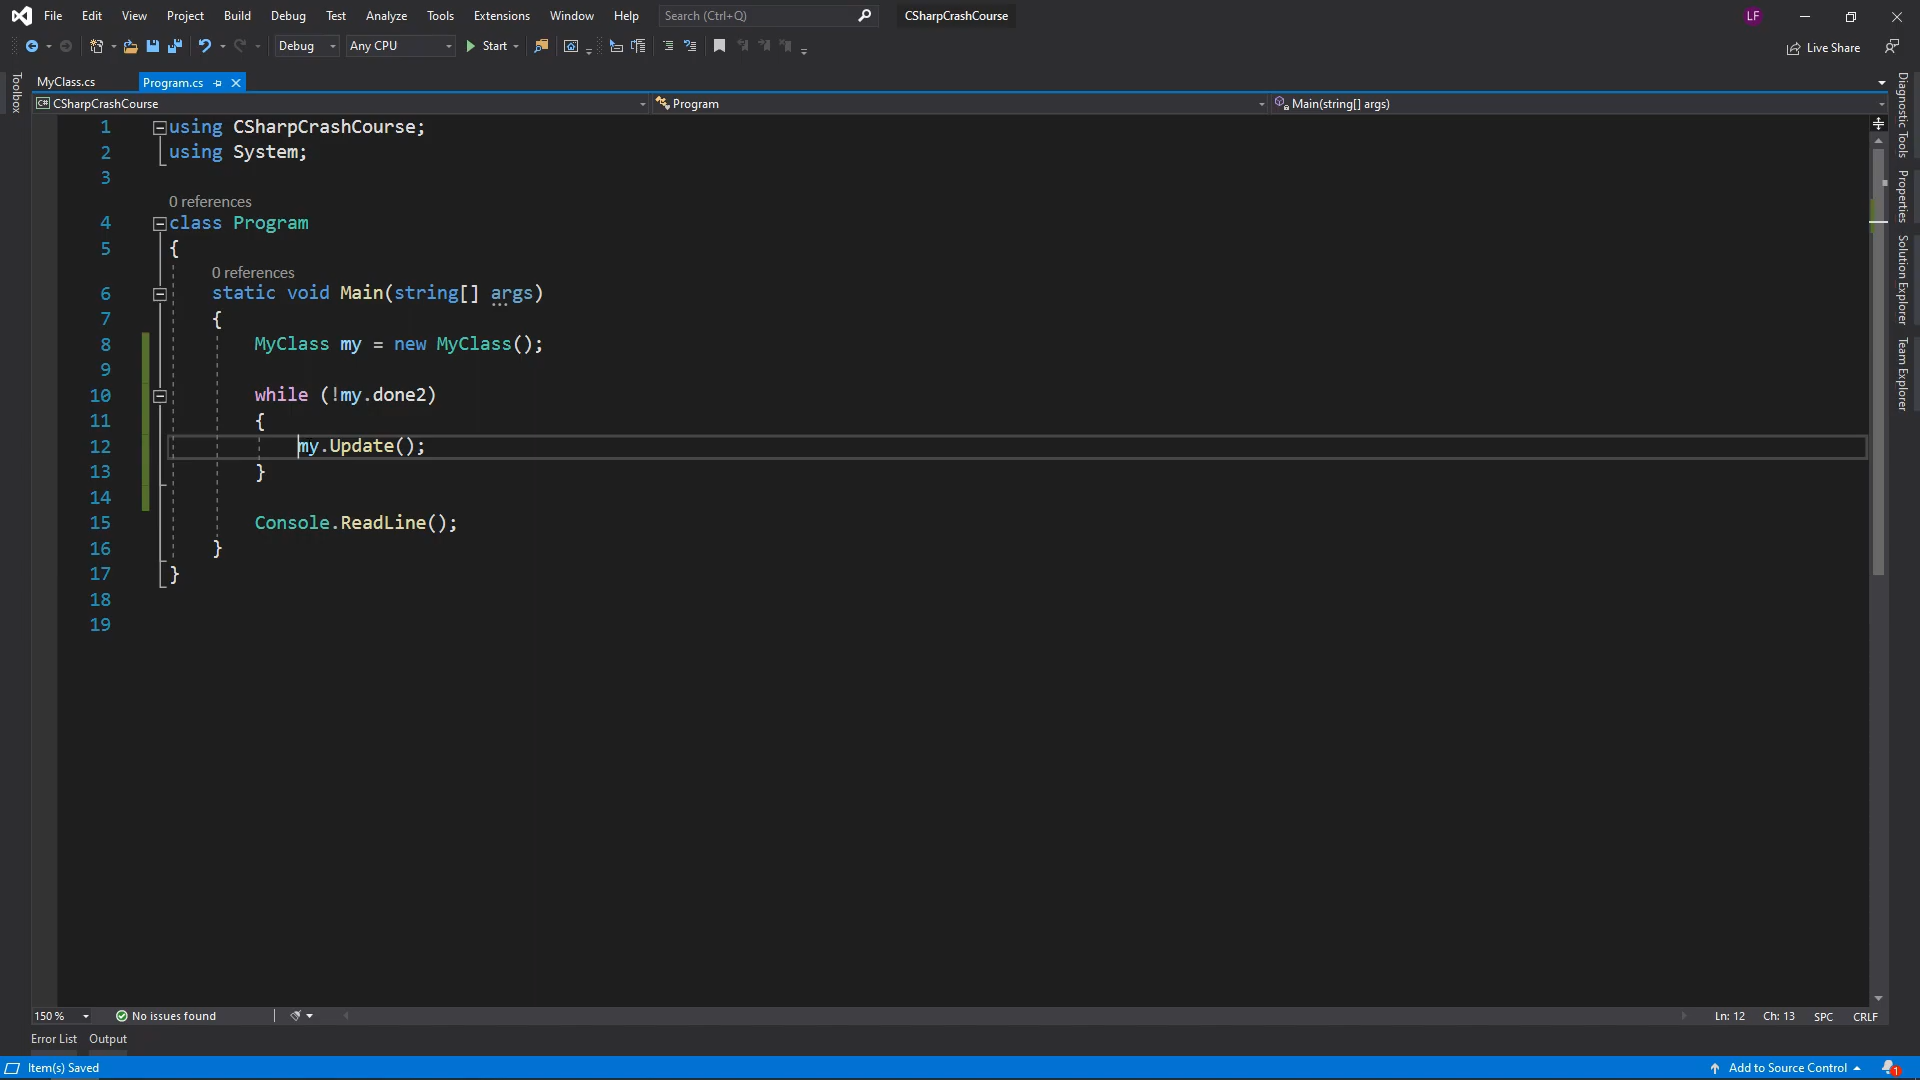 File Edit View Project Build Debug Test Analyze Tools Extensions Window Help Search (Ctrl+Q) CSharpCrashCourse LF
Debug Any CPU Start Live Share
MyClass.cs Program.cs
CSharpCrashCourse Program Main(string[] args)
1 using CSharpCrashCourse;
2 using System;
3
0 references
4 class Program
5 {
0 references
6 static void Main(string[] args)
7 {
8 MyClass my = new MyClass();
9
10 while (!my.done2)
11 {
12 my.Update();
13 }
14
15 Console.ReadLine();
16 }
17 }
18
19
Toolbox
Diagnostic Tools
Properties
Solution Explorer
Team Explorer
150 % No issues found Ln: 12 Ch: 13 SPC CRLF
Error List Output
Item(s) Saved Add to Source Control 1